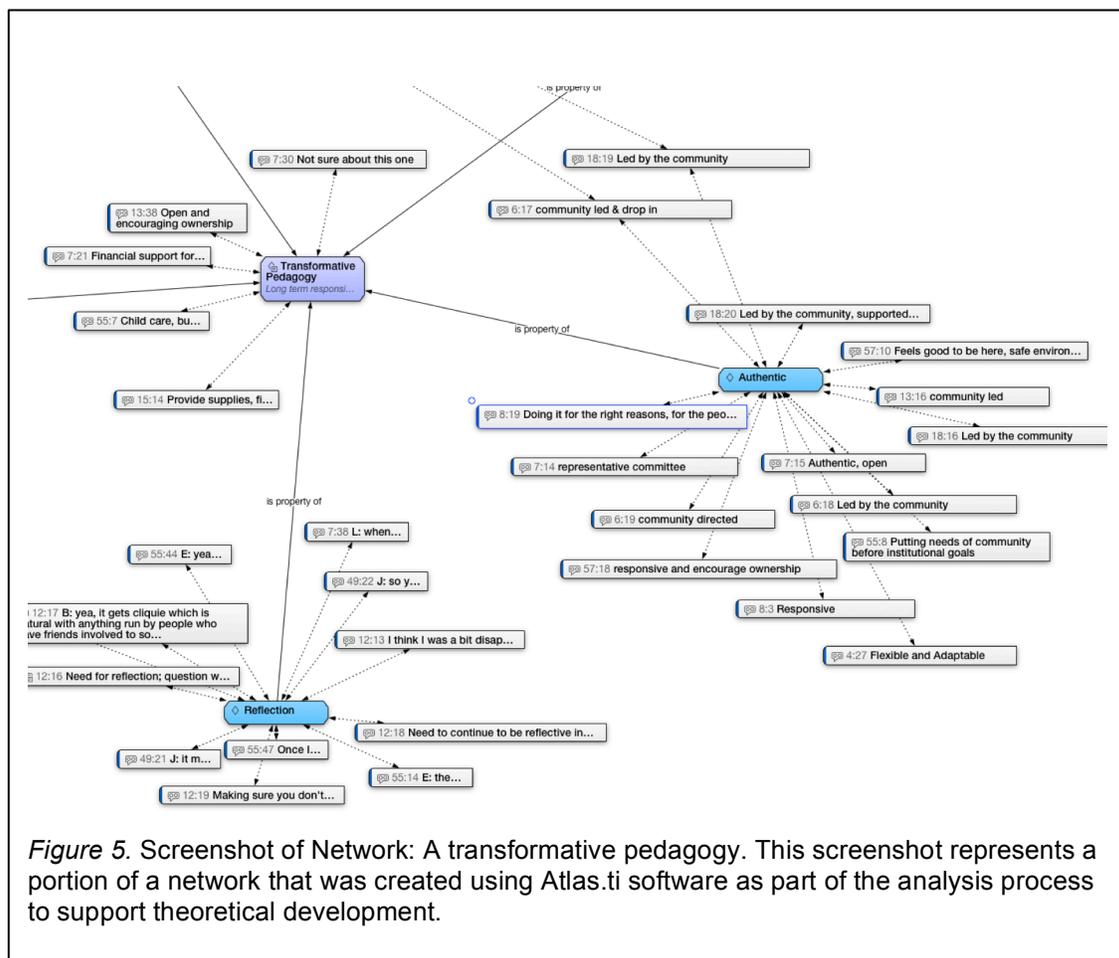 is property of
7:30 Not sure about this one
18:19 Led by the community
13:38 Open and
encouraging ownership
6:17 community led & drop in
7:21 Financial support for...
Transformative
Pedagogy
Long term responsi...
55:7 Child care, bu...
18:20 Led by the community, supported...
is property of
57:10 Feels good to be here, safe environ...
Authentic
15:14 Provide supplies, fi...
13:16 community led
8:19 Doing it for the right reasons, for the peo...
18:16 Led by the community
7:14 representative committee
7:15 Authentic, open
is property of
6:18 Led by the community
6:19 community directed
7:38 L: when...
55:8 Putting needs of community
before institutional goals
55:44 E: yea...
57:18 responsive and encourage ownership
49:22 J: so y...
8:3 Responsive
12:17 B: yea, it gets cliquie which is
atural with anything run by people who
ave friends involved to so...
12:13 I think I was a bit disap...
4:27 Flexible and Adaptable
12:16 Need for reflection; question w...
Reflection
12:18 Need to continue to be reflective in...
49:21 J: it m...
55:47 Once I...
55:14 E: the...
12:19 Making sure you don't...
Figure 5. Screenshot of Network: A transformative pedagogy. This screenshot represents a
portion of a network that was created using Atlas.ti software as part of the analysis process
to support theoretical development.